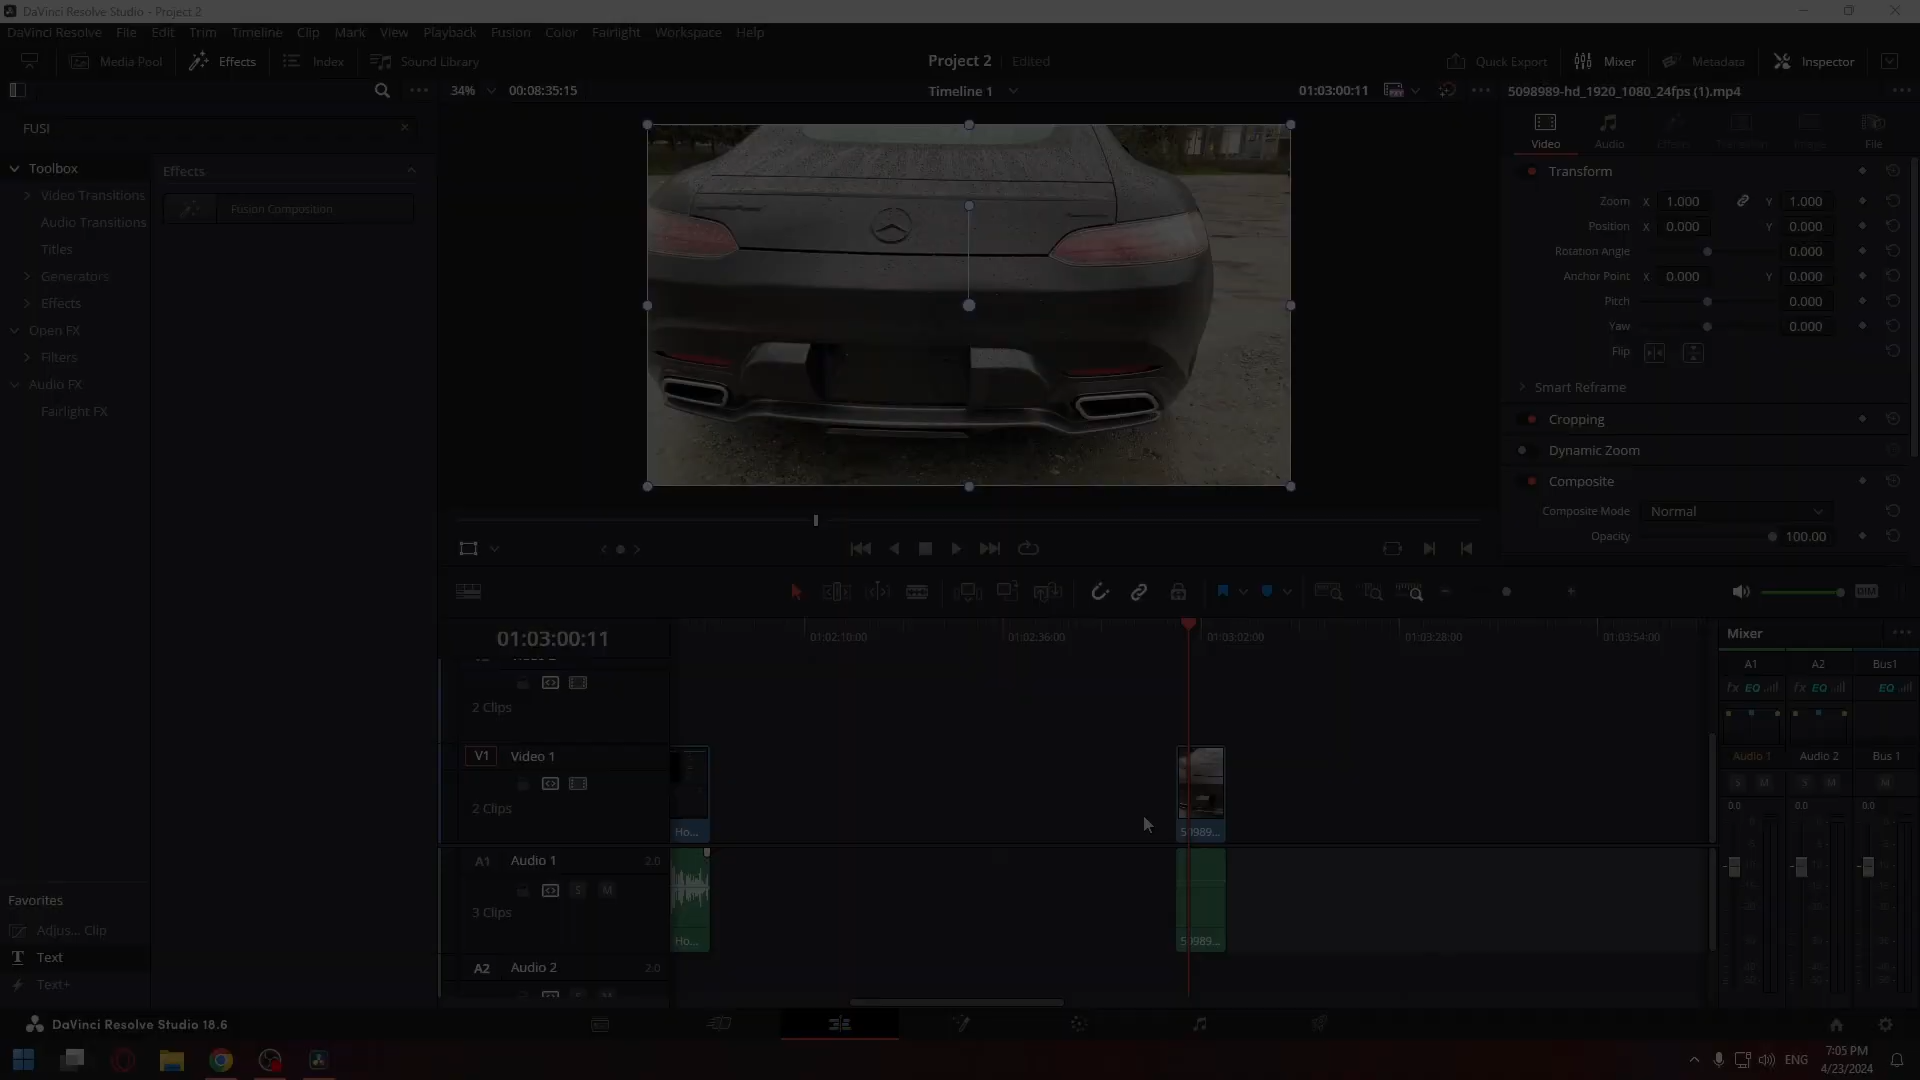 DaVinci Resolve Studio - Project 2
DaVinci Resolve File Edit Trim Timeline Clip Mark View Playback Fusion Color Fairlight Workspace Help
Media Pool Effects Index Sound Library Project 2 Edited Quick Export Mixer Metadata Inspector
34% 00:08:35:15 Timeline 1 01:03:00:11 5098989-hd_1920_1080_24fps (1).mp4
FUSI
Video Audio Effects Transition Image File
Toolbox
Video Transitions
Audio Transitions
Titles
Generators
Effects
Open FX
Filters
Audio FX
Fairlight FX
Effects
Fusion Composition
Transform
Zoom X 1.000 Y 1.000
Position X 0.000 Y 0.000
Rotation Angle 0.000
Anchor Point X 0.000 Y 0.000
Pitch 0.000
Yaw 0.000
Flip
Smart Reframe
Cropping
Dynamic Zoom
Composite
Composite Mode Normal
Opacity 100.00
DIM
01:03:00:11
01:02:10:00 01:02:36:00 01:03:02:00 01:03:28:00 01:03:54:00
2 Clips
V1 Video 1
2 Clips
Ho... 50989...
A1 Audio 1 2.0
S M
3 Clips
Ho... 50989...
A2 Audio 2 2.0
S M
Mixer
A1 A2 Bus1
fx EQ fx EQ EQ
Audio 1 Audio 2 Bus 1
S M S M M
0.0 0.0 0.0
Favorites
Adjus... Clip
T Text
Text+
DaVinci Resolve Studio 18.6
ENG
7:05 PM
4/23/2024